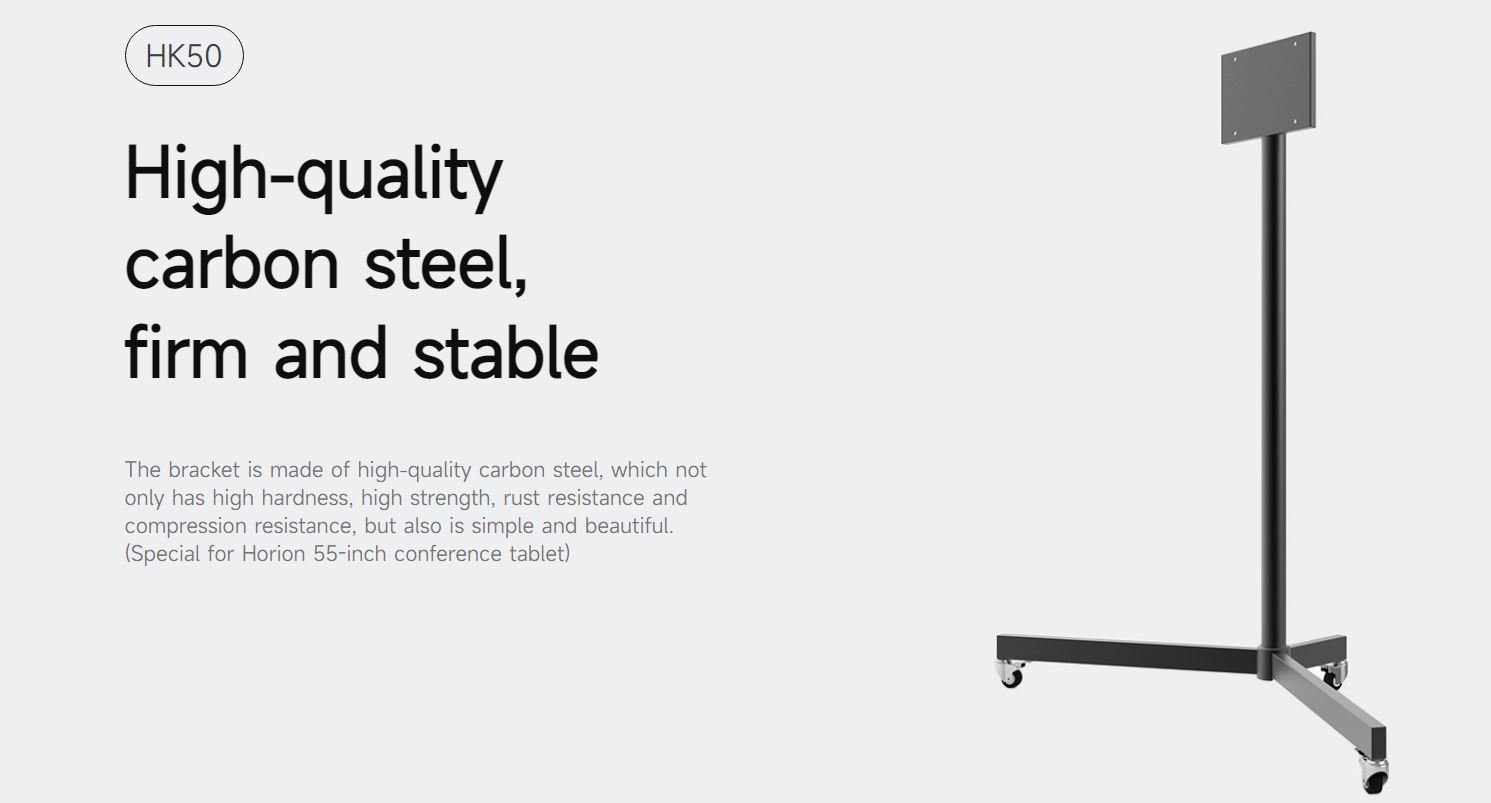 HK50
High-quality
carbon steel,
firm and stable
The bracket is made of high-quality carbon steel, which not
only has high hardness, high strength, rust resistance and
compression resistance, but also is simple and beautiful.
(Special for Horion 55-inch conference tablet)